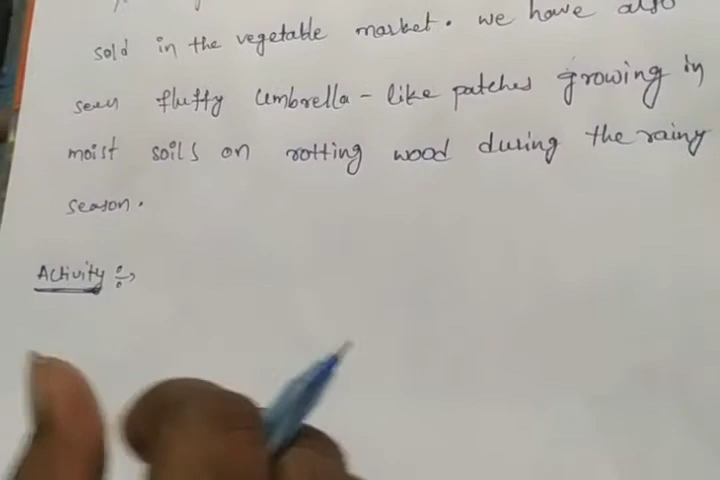 sold in the vegetable market. we have also
seen fluffy umbrella-like patches growing in
moist soils on rotting wood during the rainy
season.
Activity :-,